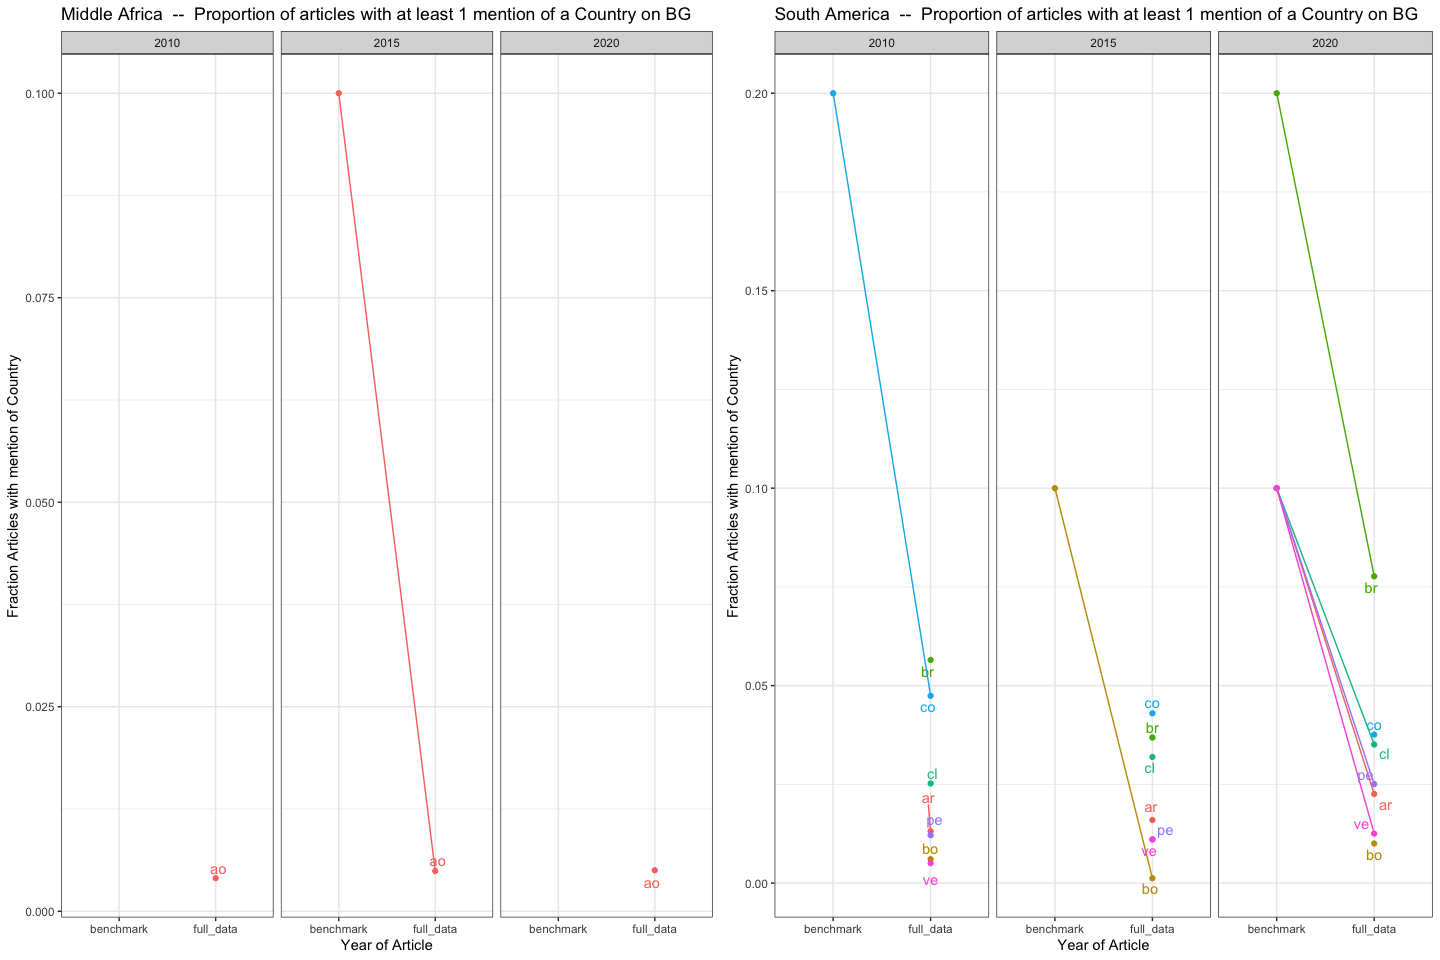 Middle Africa -- Proportion of articles with at least 1 mention of a Country on BG
2010 2015 2020
Fraction Articles with mention of Country
0.100
0.075
0.050
0.025
0.000
ao ao ao
benchmark full_data benchmark full_data benchmark full_data
Year of Article
South America -- Proportion of articles with at least 1 mention of a Country on BG
2010 2015 2020
Fraction Articles with mention of Country
0.20
0.15
0.10
0.05
0.00
br
co
cl
ar
pe
bo
ve
co
br
cl
ar
pe
ve
bo
br
co
cl
pe
ar
ve
bo
benchmark full_data benchmark full_data benchmark full_data
Year of Article